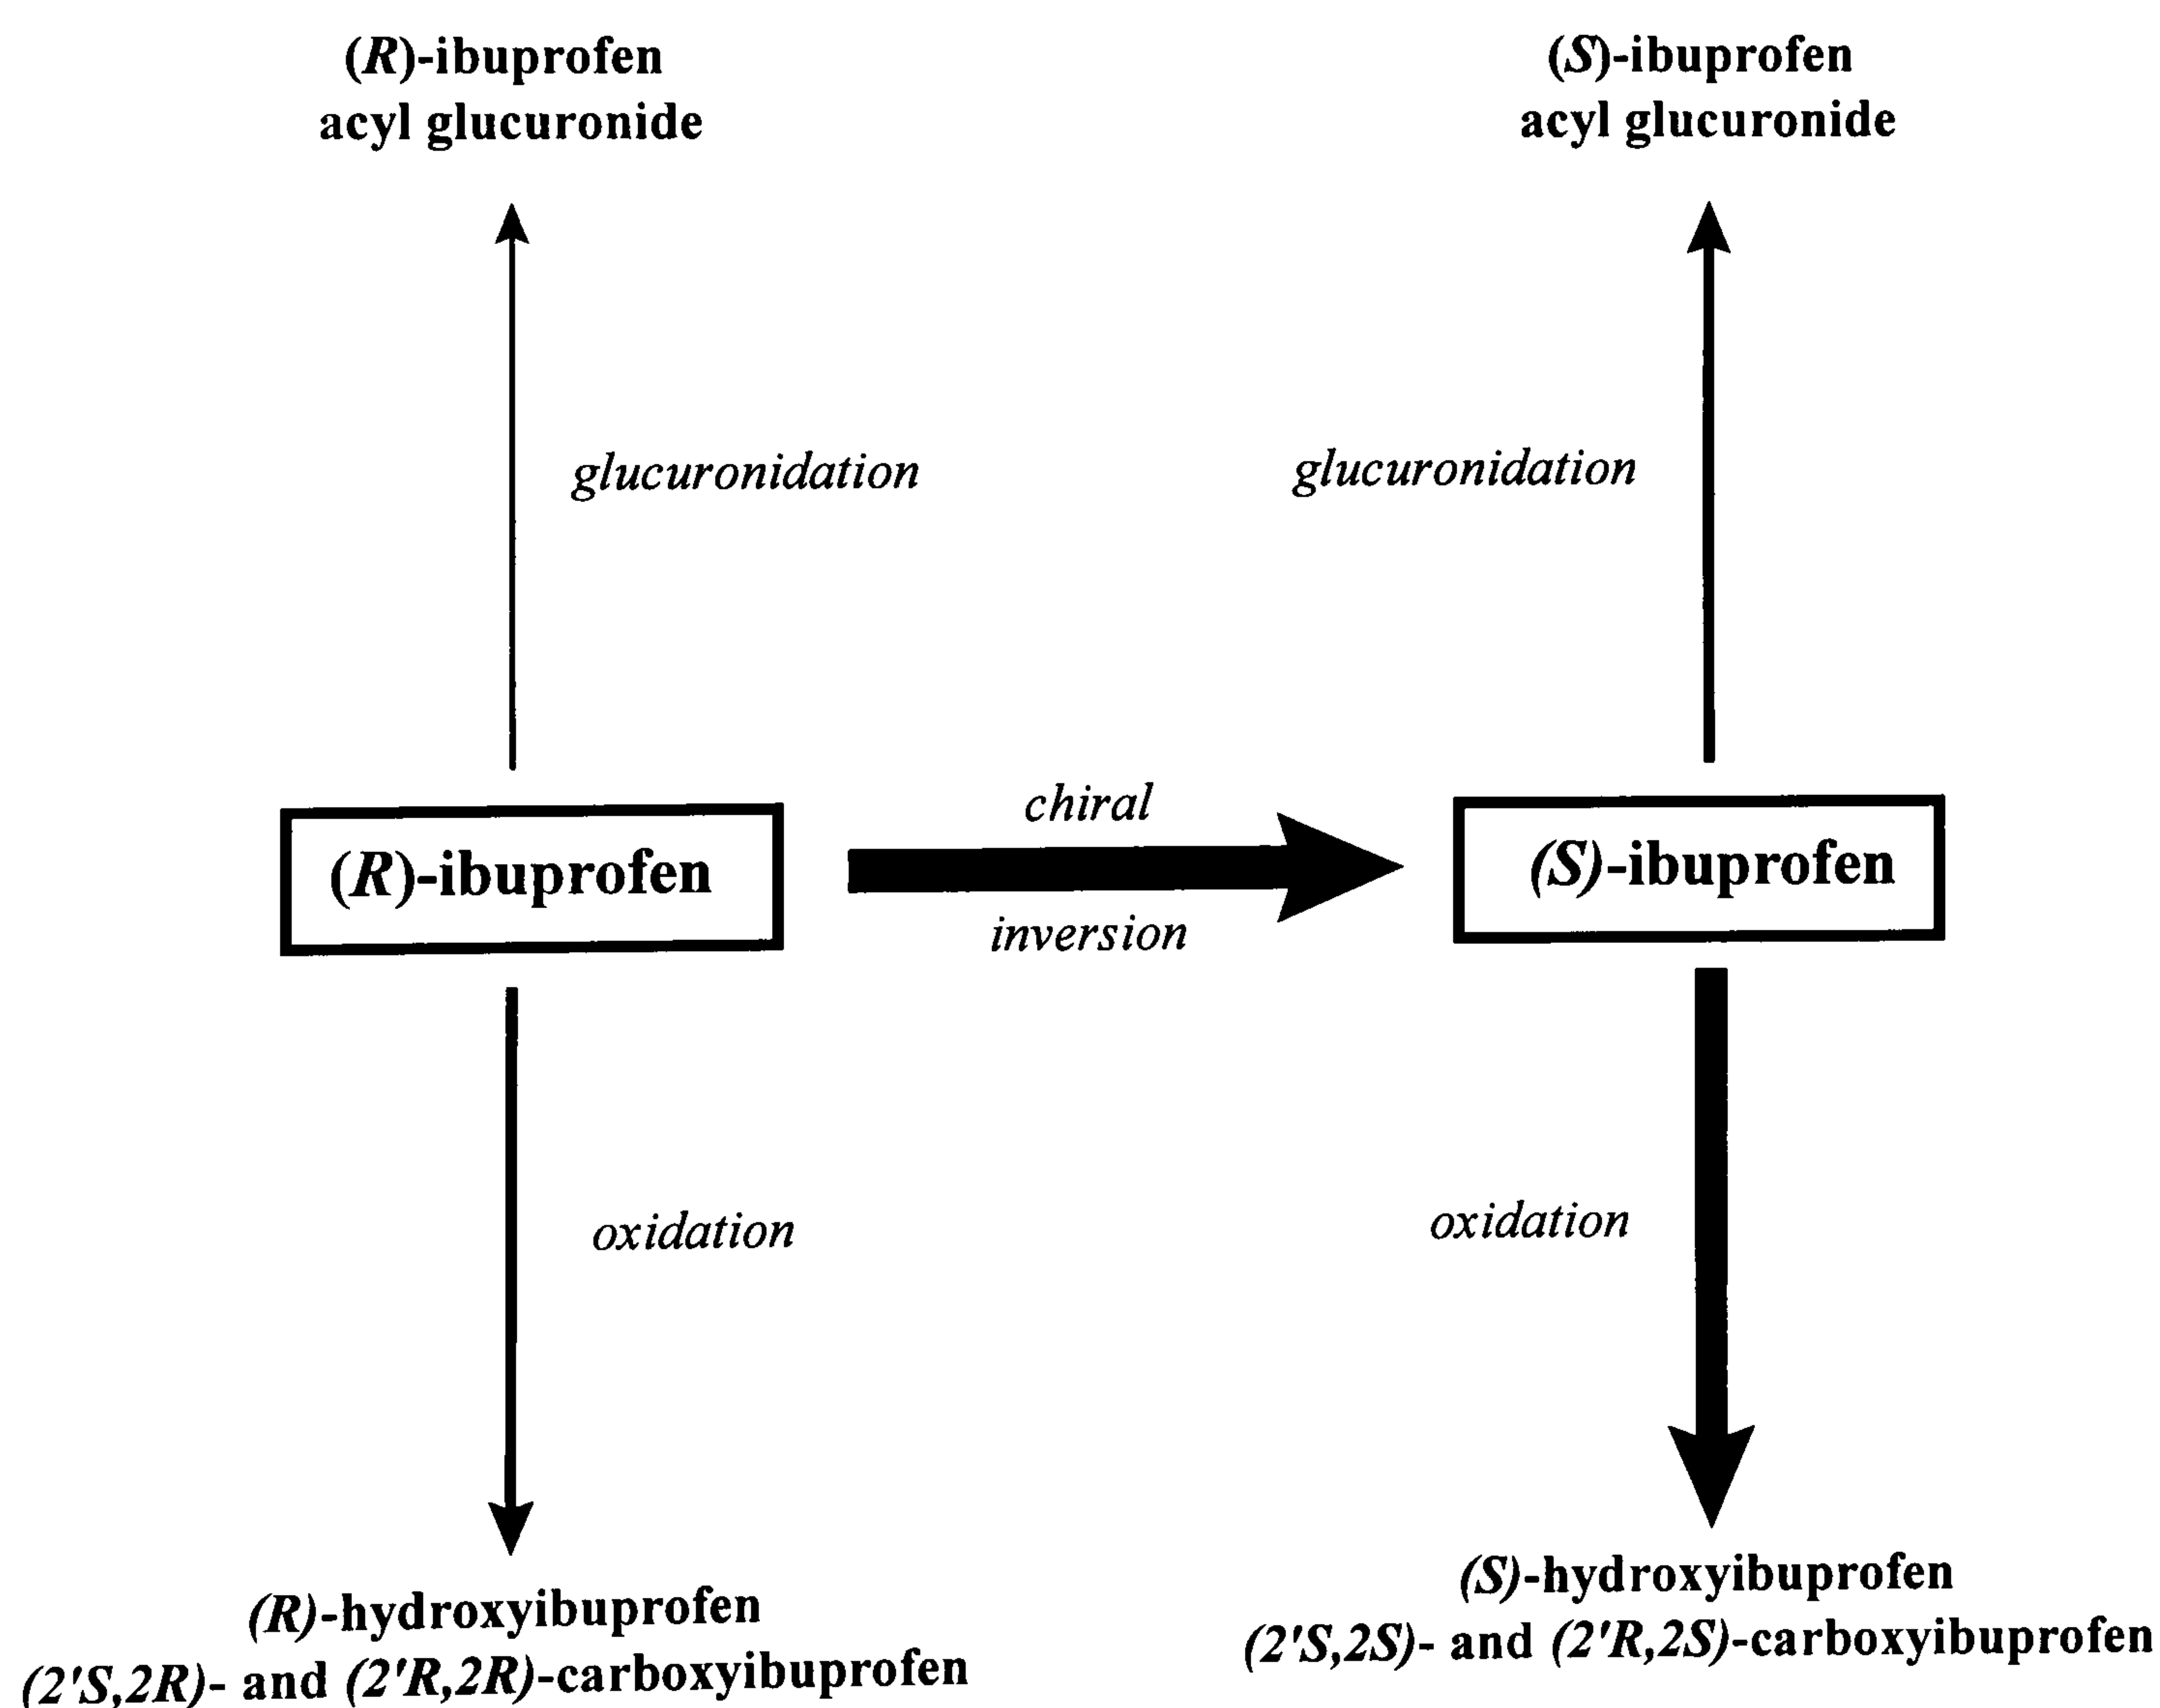 (R)-ibuprofen
acyl glucuronide
(S)-ibuprofen
acyl glucuronide
glucuronidation
glucuronidation
(R)-ibuprofen
chiral
inversion
(S)-ibuprofen
oxidation
oxidation
(R)-hydroxyibuprofen
(2'S,2R)- and (2'R,2R)-carboxyibuprofen
(S)-hydroxyibuprofen
(2'S,2S)- and (2'R,2S)-carboxyibuprofen